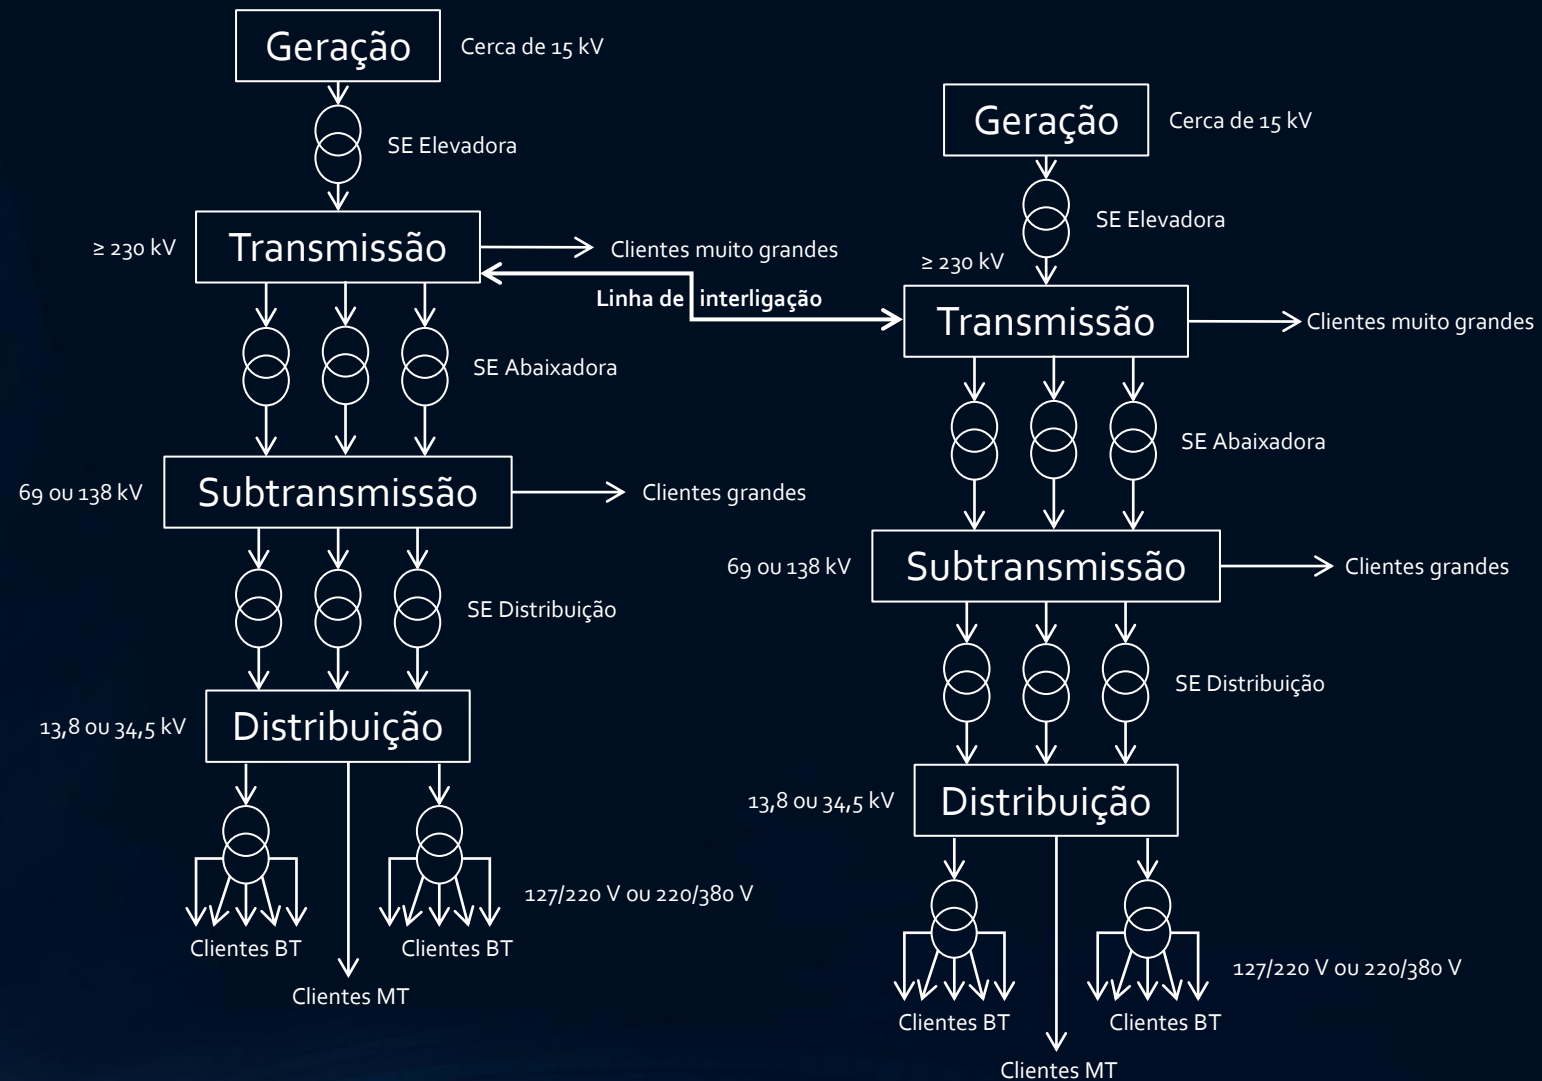 Geração
Cerca de 15 kV
SE Elevadora
≥ 230 kV
Transmissão
Clientes muito grandes
Linha de interligação
SE Abaixadora
69 ou 138 kV
Subtransmissão
Clientes grandes
SE Distribuição
13,8 ou 34,5 kV
Distribuição
127/220 V ou 220/380 V
Clientes BT
Clientes BT
Clientes MT
Geração
Cerca de 15 kV
SE Elevadora
≥ 230 kV
Transmissão
Clientes muito grandes
SE Abaixadora
69 ou 138 kV
Subtransmissão
Clientes grandes
SE Distribuição
13,8 ou 34,5 kV
Distribuição
127/220 V ou 220/380 V
Clientes BT
Clientes BT
Clientes MT